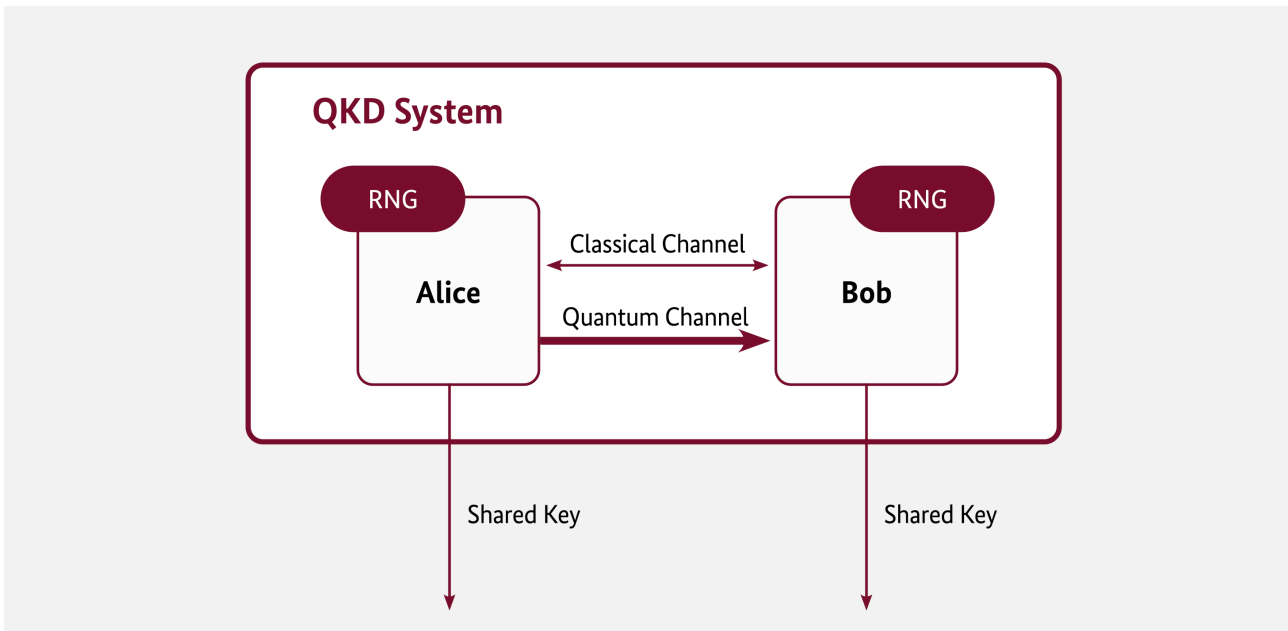 QKD System
RNG
RNG
Classical Channel
Alice
Bob
Quantum Channel
Shared Key
Shared Key